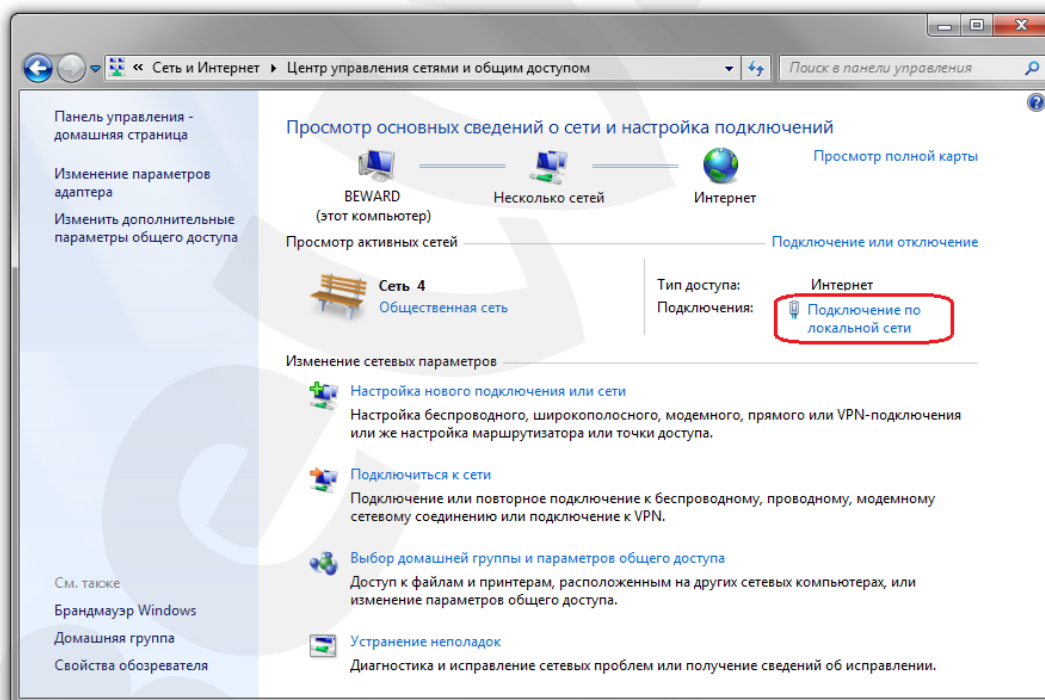 « Сеть и Интернет ▸ Центр управления сетями и общим доступом
Поиск в панели управления
Панель управления -
домашняя страница
Изменение параметров
адаптера
Изменить дополнительные
параметры общего доступа
Просмотр основных сведений о сети и настройка подключений
Просмотр полной карты
BEWARD
(этот компьютер)
Несколько сетей
Интернет
Просмотр активных сетей
Подключение или отключение
Сеть 4
Общественная сеть
Тип доступа: Интернет
Подключения: Подключение по
локальной сети
Изменение сетевых параметров
Настройка нового подключения или сети
Настройка беспроводного, широкополосного, модемного, прямого или VPN-подключения
или же настройка маршрутизатора или точки доступа.
Подключиться к сети
Подключение или повторное подключение к беспроводному, проводному, модемному
сетевому соединению или подключение к VPN.
Выбор домашней группы и параметров общего доступа
Доступ к файлам и принтерам, расположенным на других сетевых компьютерах, или
изменение параметров общего доступа.
Устранение неполадок
Диагностика и исправление сетевых проблем или получение сведений об исправлении.
См. также
Брандмауэр Windows
Домашняя группа
Свойства обозревателя